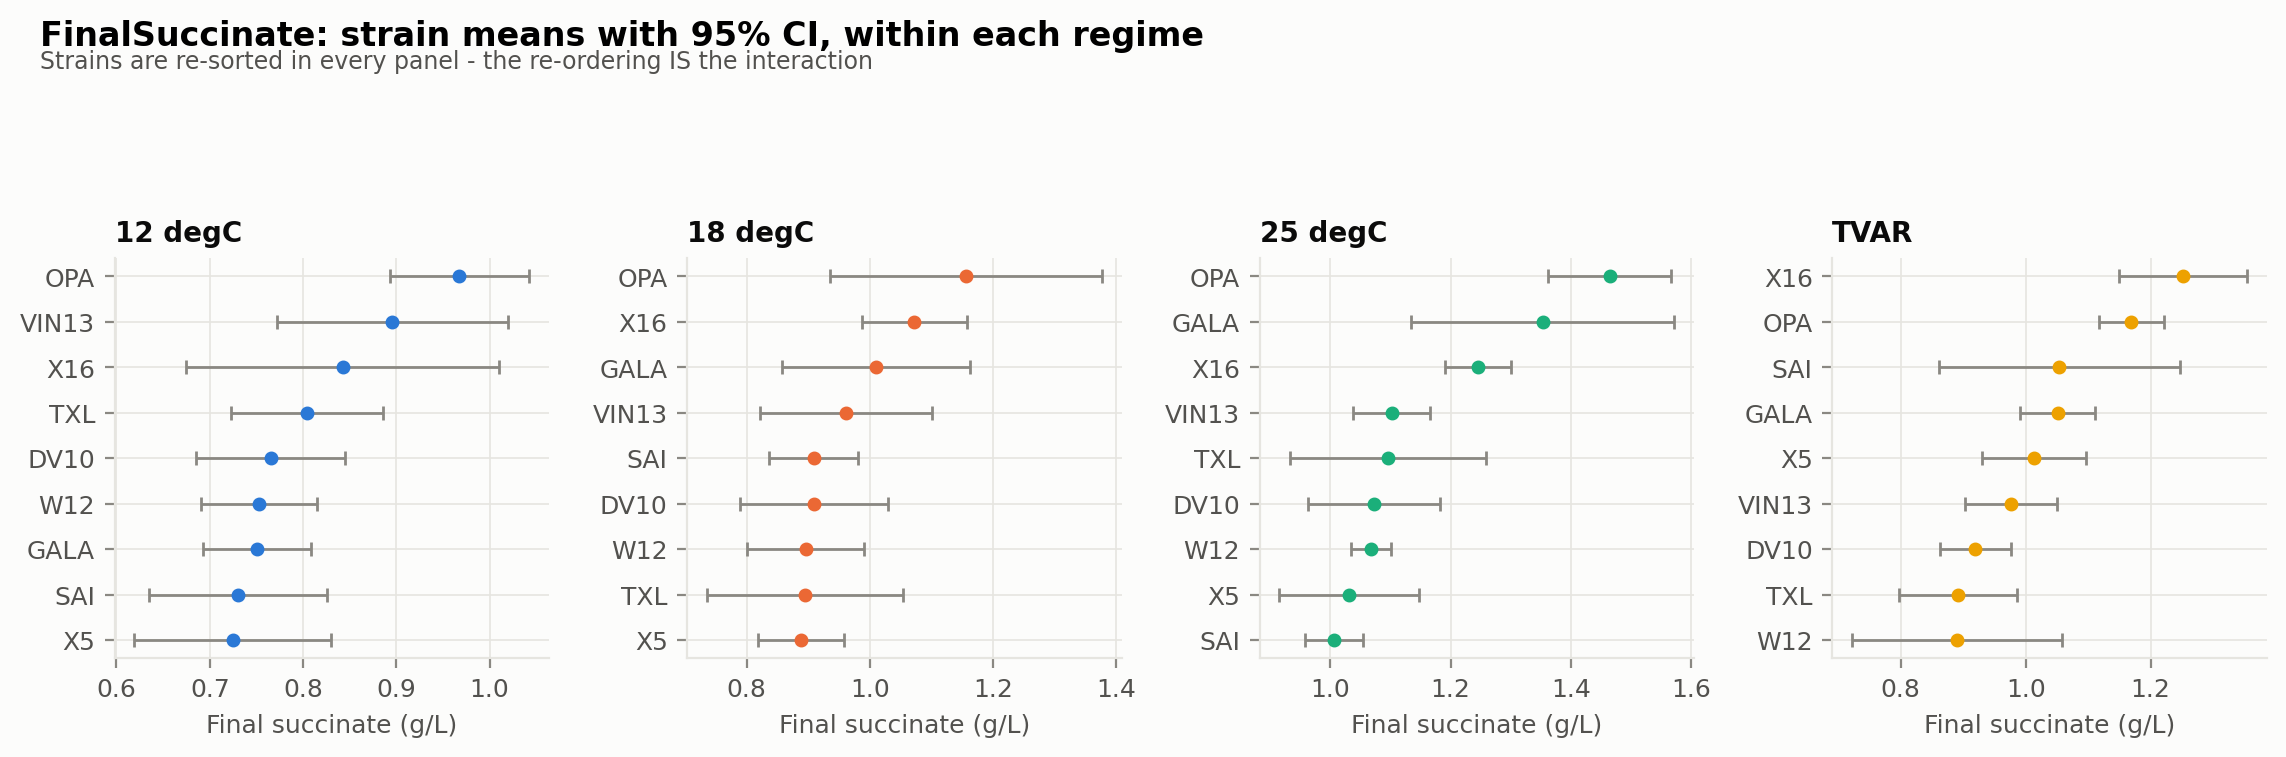 FinalSuccinate: strain means with 95% CI, within each regime
Strains are re-sorted in every panel - the re-ordering IS the interaction
12 degC
OPA
VIN13
X16
TXL
DV10
W12
GALA
SAI
X5
0.6 0.7 0.8 0.9 1.0
Final succinate (g/L)
18 degC
OPA
X16
GALA
VIN13
SAI
DV10
W12
TXL
X5
0.8 1.0 1.2 1.4
Final succinate (g/L)
25 degC
OPA
GALA
X16
VIN13
TXL
DV10
W12
X5
SAI
1.0 1.2 1.4 1.6
Final succinate (g/L)
TVAR
X16
OPA
SAI
GALA
X5
VIN13
DV10
TXL
W12
0.8 1.0 1.2
Final succinate (g/L)